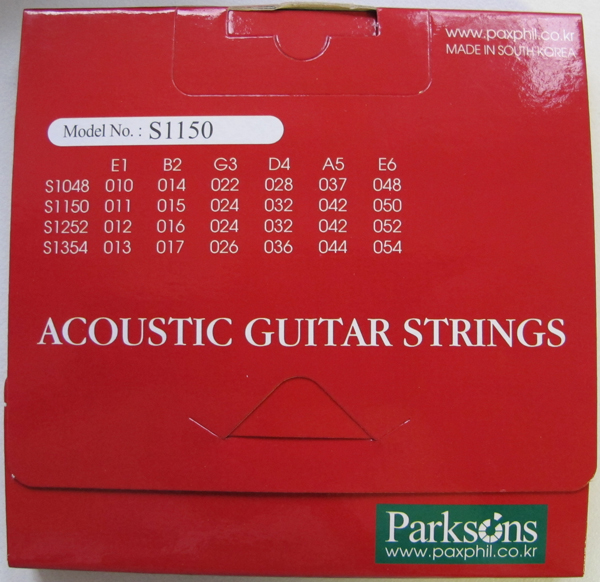 www.paxphil.co.kr
MADE IN SOUTH KOREA
Model No. : S1150
E1 B2 G3 D4 A5 E6
S1048 010 014 022 028 037 048
S1150 011 015 024 032 042 050
S1252 012 016 024 032 042 052
S1354 013 017 026 036 044 054
ACOUSTIC GUITAR STRINGS
Parksons
www.paxphil.co.kr